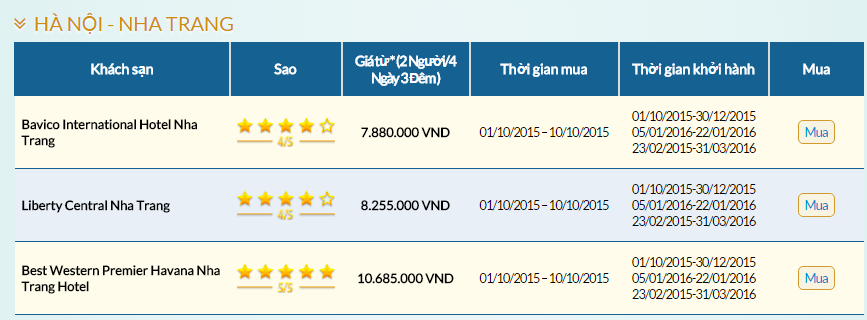 HÀ NỘI - NHA TRANG
Khách sạn
Sao
Giá từ* (2 Người/4
Ngày 3 Đêm)
Thời gian mua
Thời gian khởi hành
Mua
Bavico International Hotel Nha
Trang
4/5
7.880.000 VND
01/10/2015 – 10/10/2015
01/10/2015-30/12/2015
05/01/2016-22/01/2016
23/02/2015-31/03/2016
Mua
Liberty Central Nha Trang
4/5
8.255.000 VND
01/10/2015 – 10/10/2015
01/10/2015-30/12/2015
05/01/2016-22/01/2016
23/02/2015-31/03/2016
Mua
Best Western Premier Havana Nha
Trang Hotel
5/5
10.685.000 VND
01/10/2015 – 10/10/2015
01/10/2015-30/12/2015
05/01/2016-22/01/2016
23/02/2015-31/03/2016
Mua